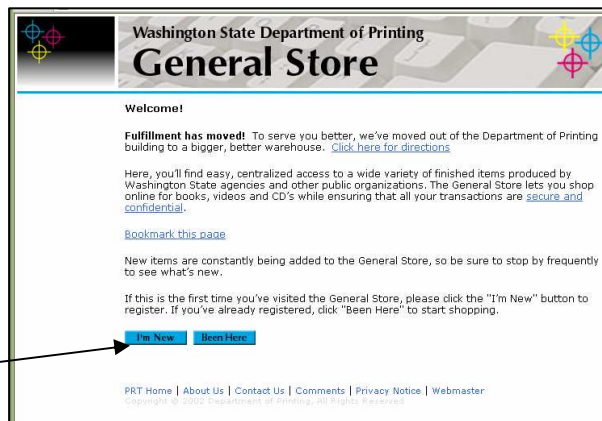 Washington State Department of Printing
General Store
Welcome!
Fulfillment has moved! To serve you better, we've moved out of the Department of Printing
building to a bigger, better warehouse. Click here for directions
Here, you'll find easy, centralized access to a wide variety of finished items produced by
Washington State agencies and other public organizations. The General Store lets you shop
online for books, videos and CD's while ensuring that all your transactions are secure and
confidential.
Bookmark this page
New items are constantly being added to the General Store, so be sure to stop by frequently
to see what's new.
If this is the first time you've visited the General Store, please click the "I'm New" button to
register. If you've already registered, click "Been Here" to start shopping.
I'm New Been Here
PRT Home | About Us | Contact Us | Comments | Privacy Notice | Webmaster
Copyright © 2002 Department of Printing, All Rights Reserved